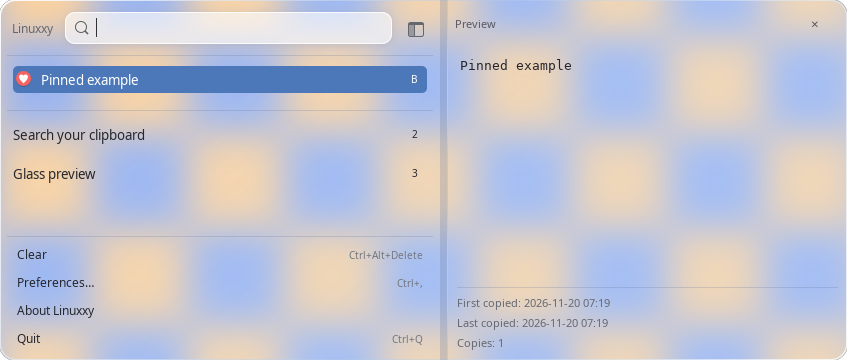 Linuxxy
Pinned example B
Search your clipboard 2
Glass preview 3
Clear Ctrl+Alt+Delete
Preferences... Ctrl+,
About Linuxxy
Quit Ctrl+Q
Preview ×
Pinned example
First copied: 2026-11-20 07:19
Last copied: 2026-11-20 07:19
Copies: 1